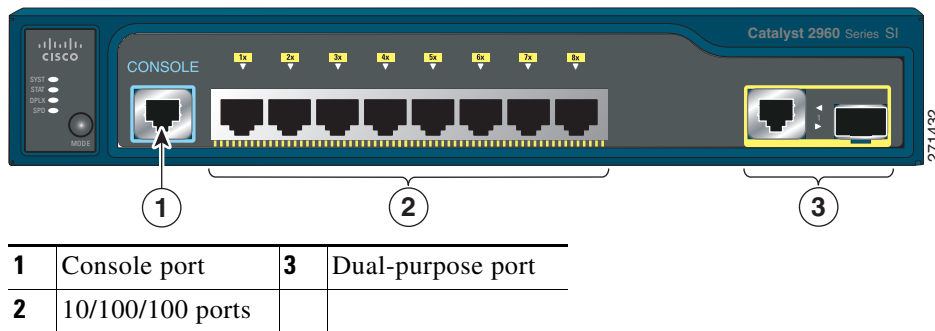 CISCO
SYST
STAT
DPLX
SPD
MODE
CONSOLE
1x 2x 3x 4x 5x 6x 7x 8x
Catalyst 2960 Series SI
1
271432
1 2 3
1 Console port 3 Dual-purpose port
2 10/100/100 ports